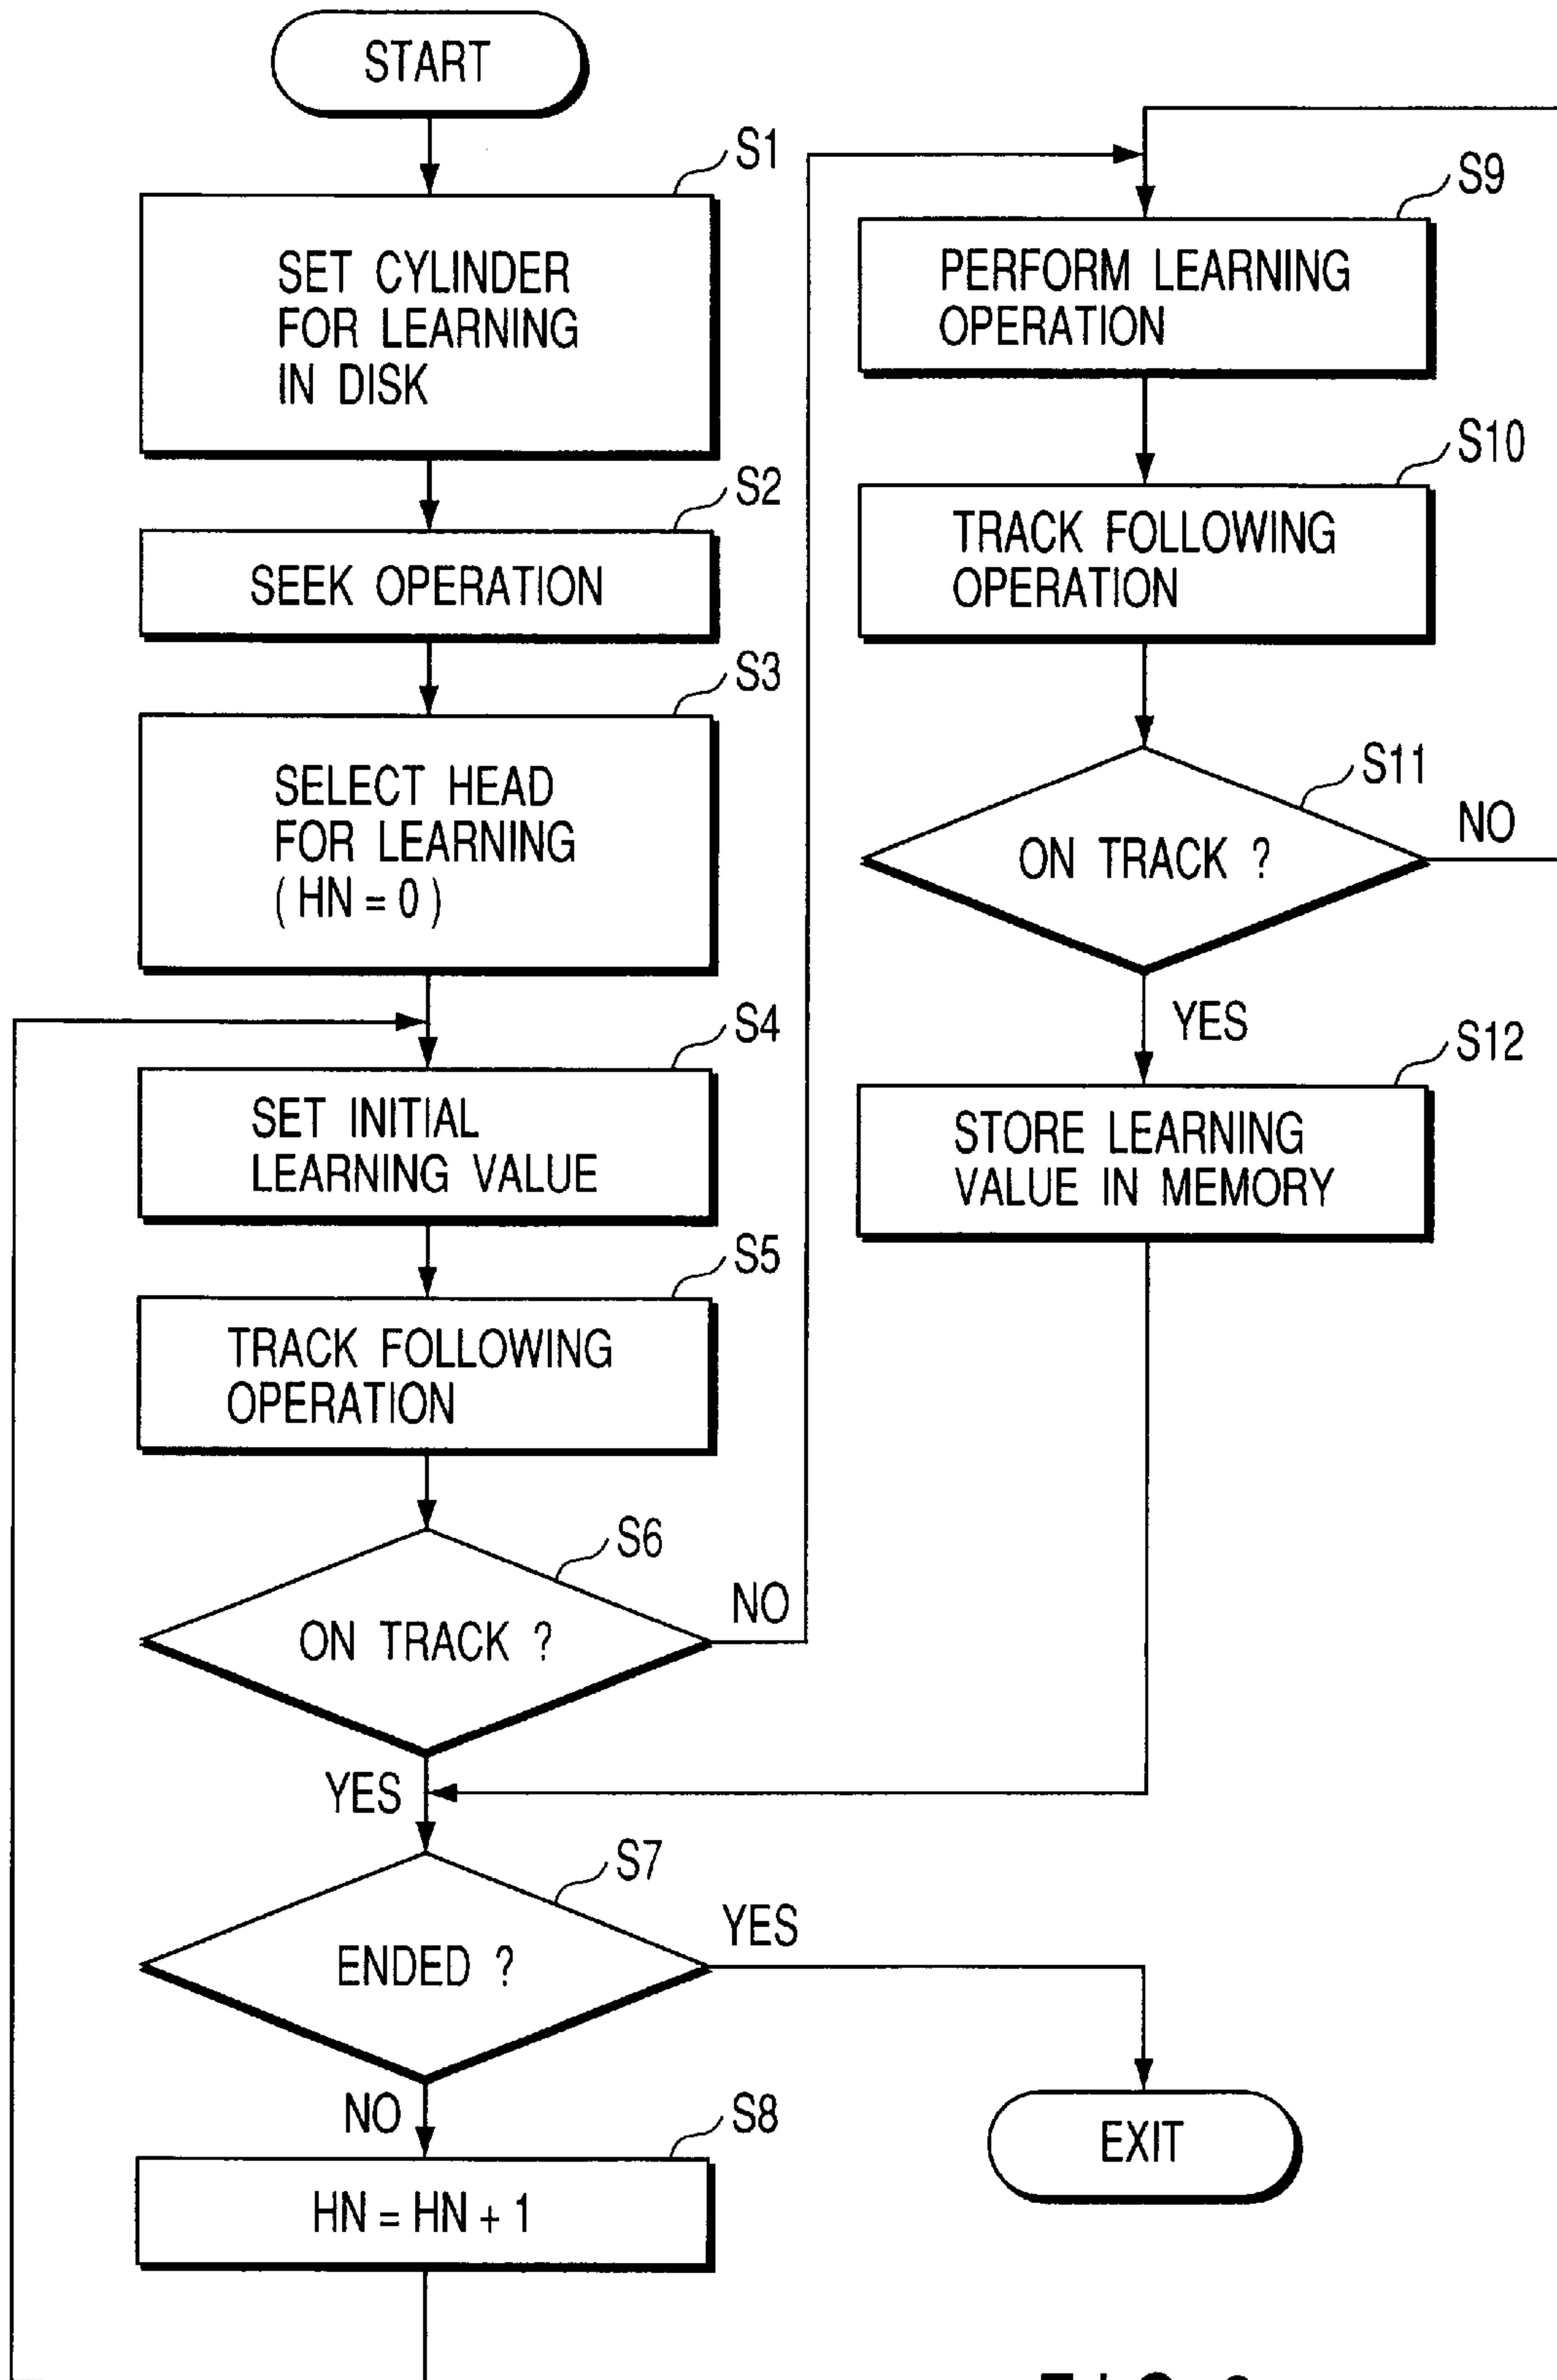 START
S1
SET CYLINDER
FOR LEARNING
IN DISK
S2
SEEK OPERATION
S3
SELECT HEAD
FOR LEARNING
( HN = 0 )
S4
SET INITIAL
LEARNING VALUE
S5
TRACK FOLLOWING
OPERATION
S6
ON TRACK ?
NO
YES
S7
ENDED ?
YES
NO
S8
HN = HN + 1
S9
PERFORM LEARNING
OPERATION
S10
TRACK FOLLOWING
OPERATION
S11
ON TRACK ?
NO
YES
S12
STORE LEARNING
VALUE IN MEMORY
EXIT